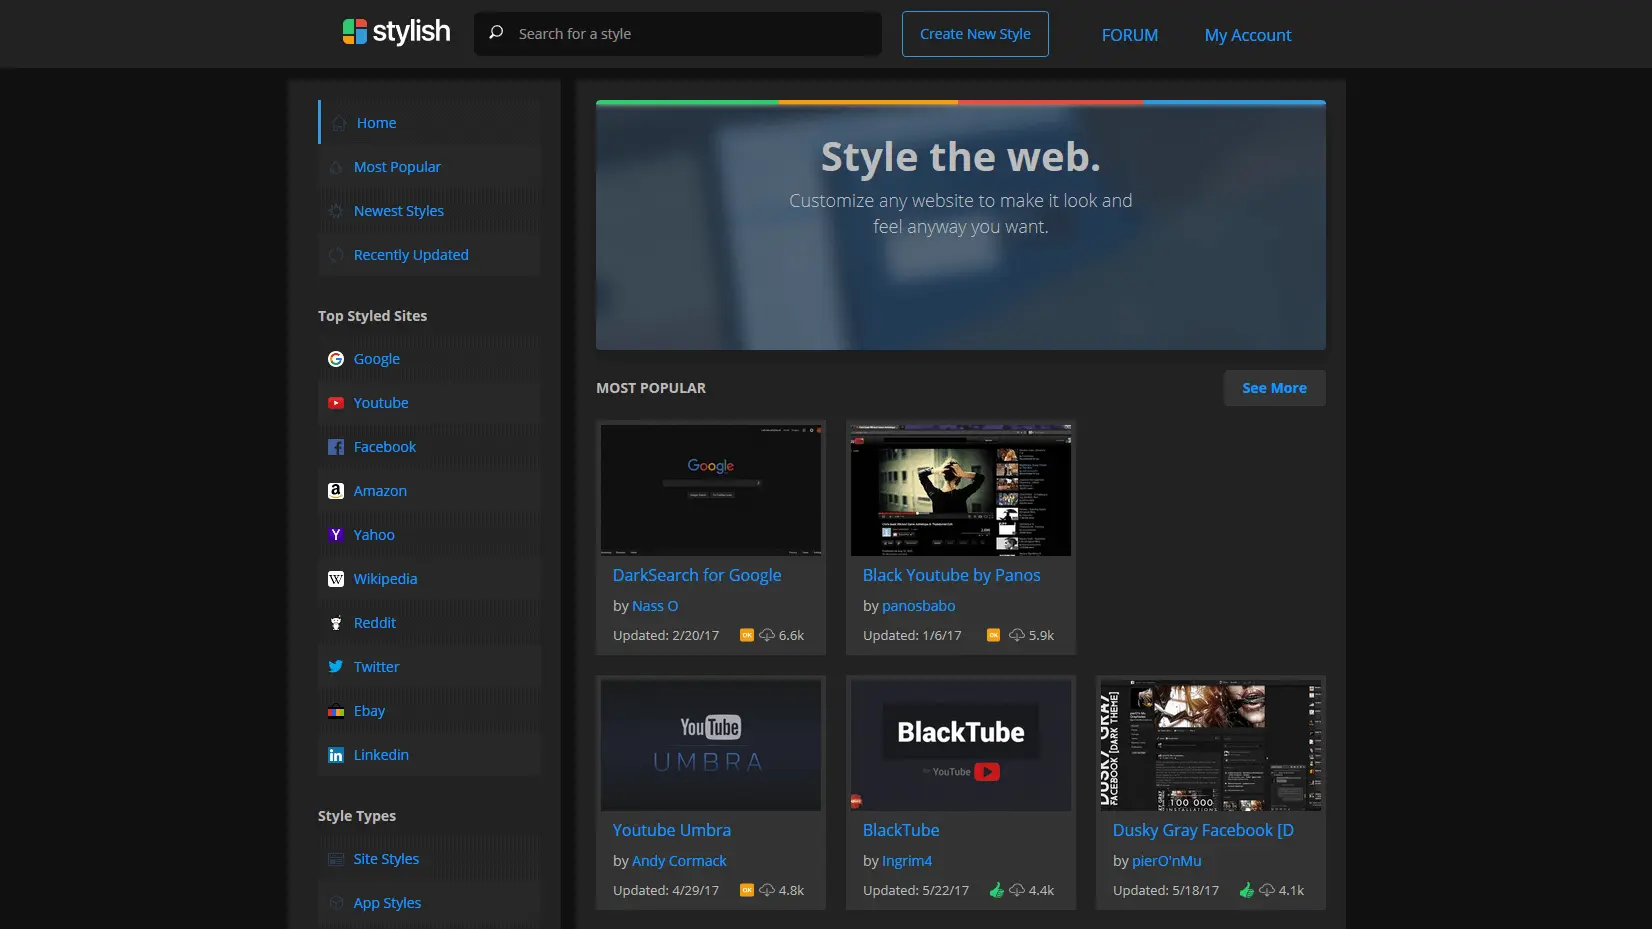 stylish
Search for a style
Create New Style
FORUM
My Account
Home
Most Popular
Newest Styles
Recently Updated
Top Styled Sites
Google
Youtube
Facebook
Amazon
Yahoo
Wikipedia
Reddit
Twitter
Ebay
Linkedin
Style Types
Site Styles
App Styles
Style the web.
Customize any website to make it look and
feel anyway you want.
MOST POPULAR
See More
Google
DarkSearch for Google
by Nass O
Updated: 2/20/17 OK 6.6k
Black Youtube by Panos
by panosbabo
Updated: 1/6/17 OK 5.9k
YouTube
UMBRA
Youtube Umbra
by Andy Cormack
Updated: 4/29/17 OK 4.8k
BlackTube
for YouTube
BlackTube
by Ingrim4
Updated: 5/22/17 4.4k
DUSKY GRAY
FACEBOOK [DARK THEME]
100 000
INSTALLATIONS
Dusky Gray Facebook [D
by pierO'nMu
Updated: 5/18/17 4.1k